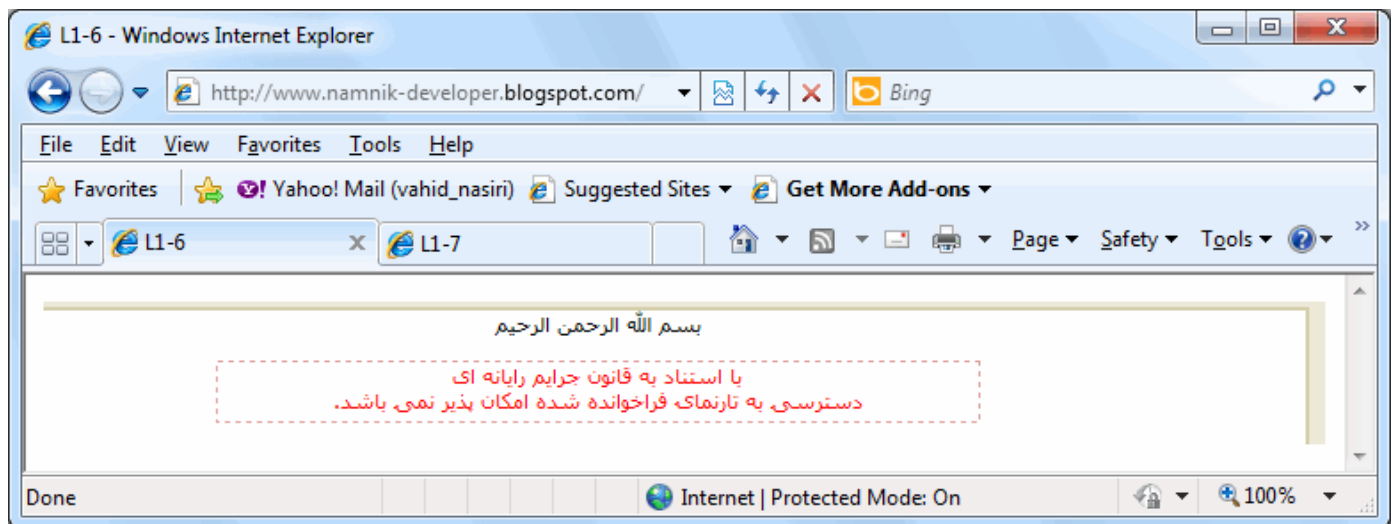 L1-6 - Windows Internet Explorer
http://www.namnik-developer.blogspot.com/
Bing
File Edit View Favorites Tools Help
Favorites Yahoo! Mail (vahid_nasiri) Suggested Sites Get More Add-ons
L1-6 L1-7 Page Safety Tools
بسم الله الرحمن الرحیم
با استناد به قانون جرایم رایانه ای
دسترسی به تارنمای فراخوانده شده امکان پذیر نمی باشد.
Done Internet | Protected Mode: On 100%